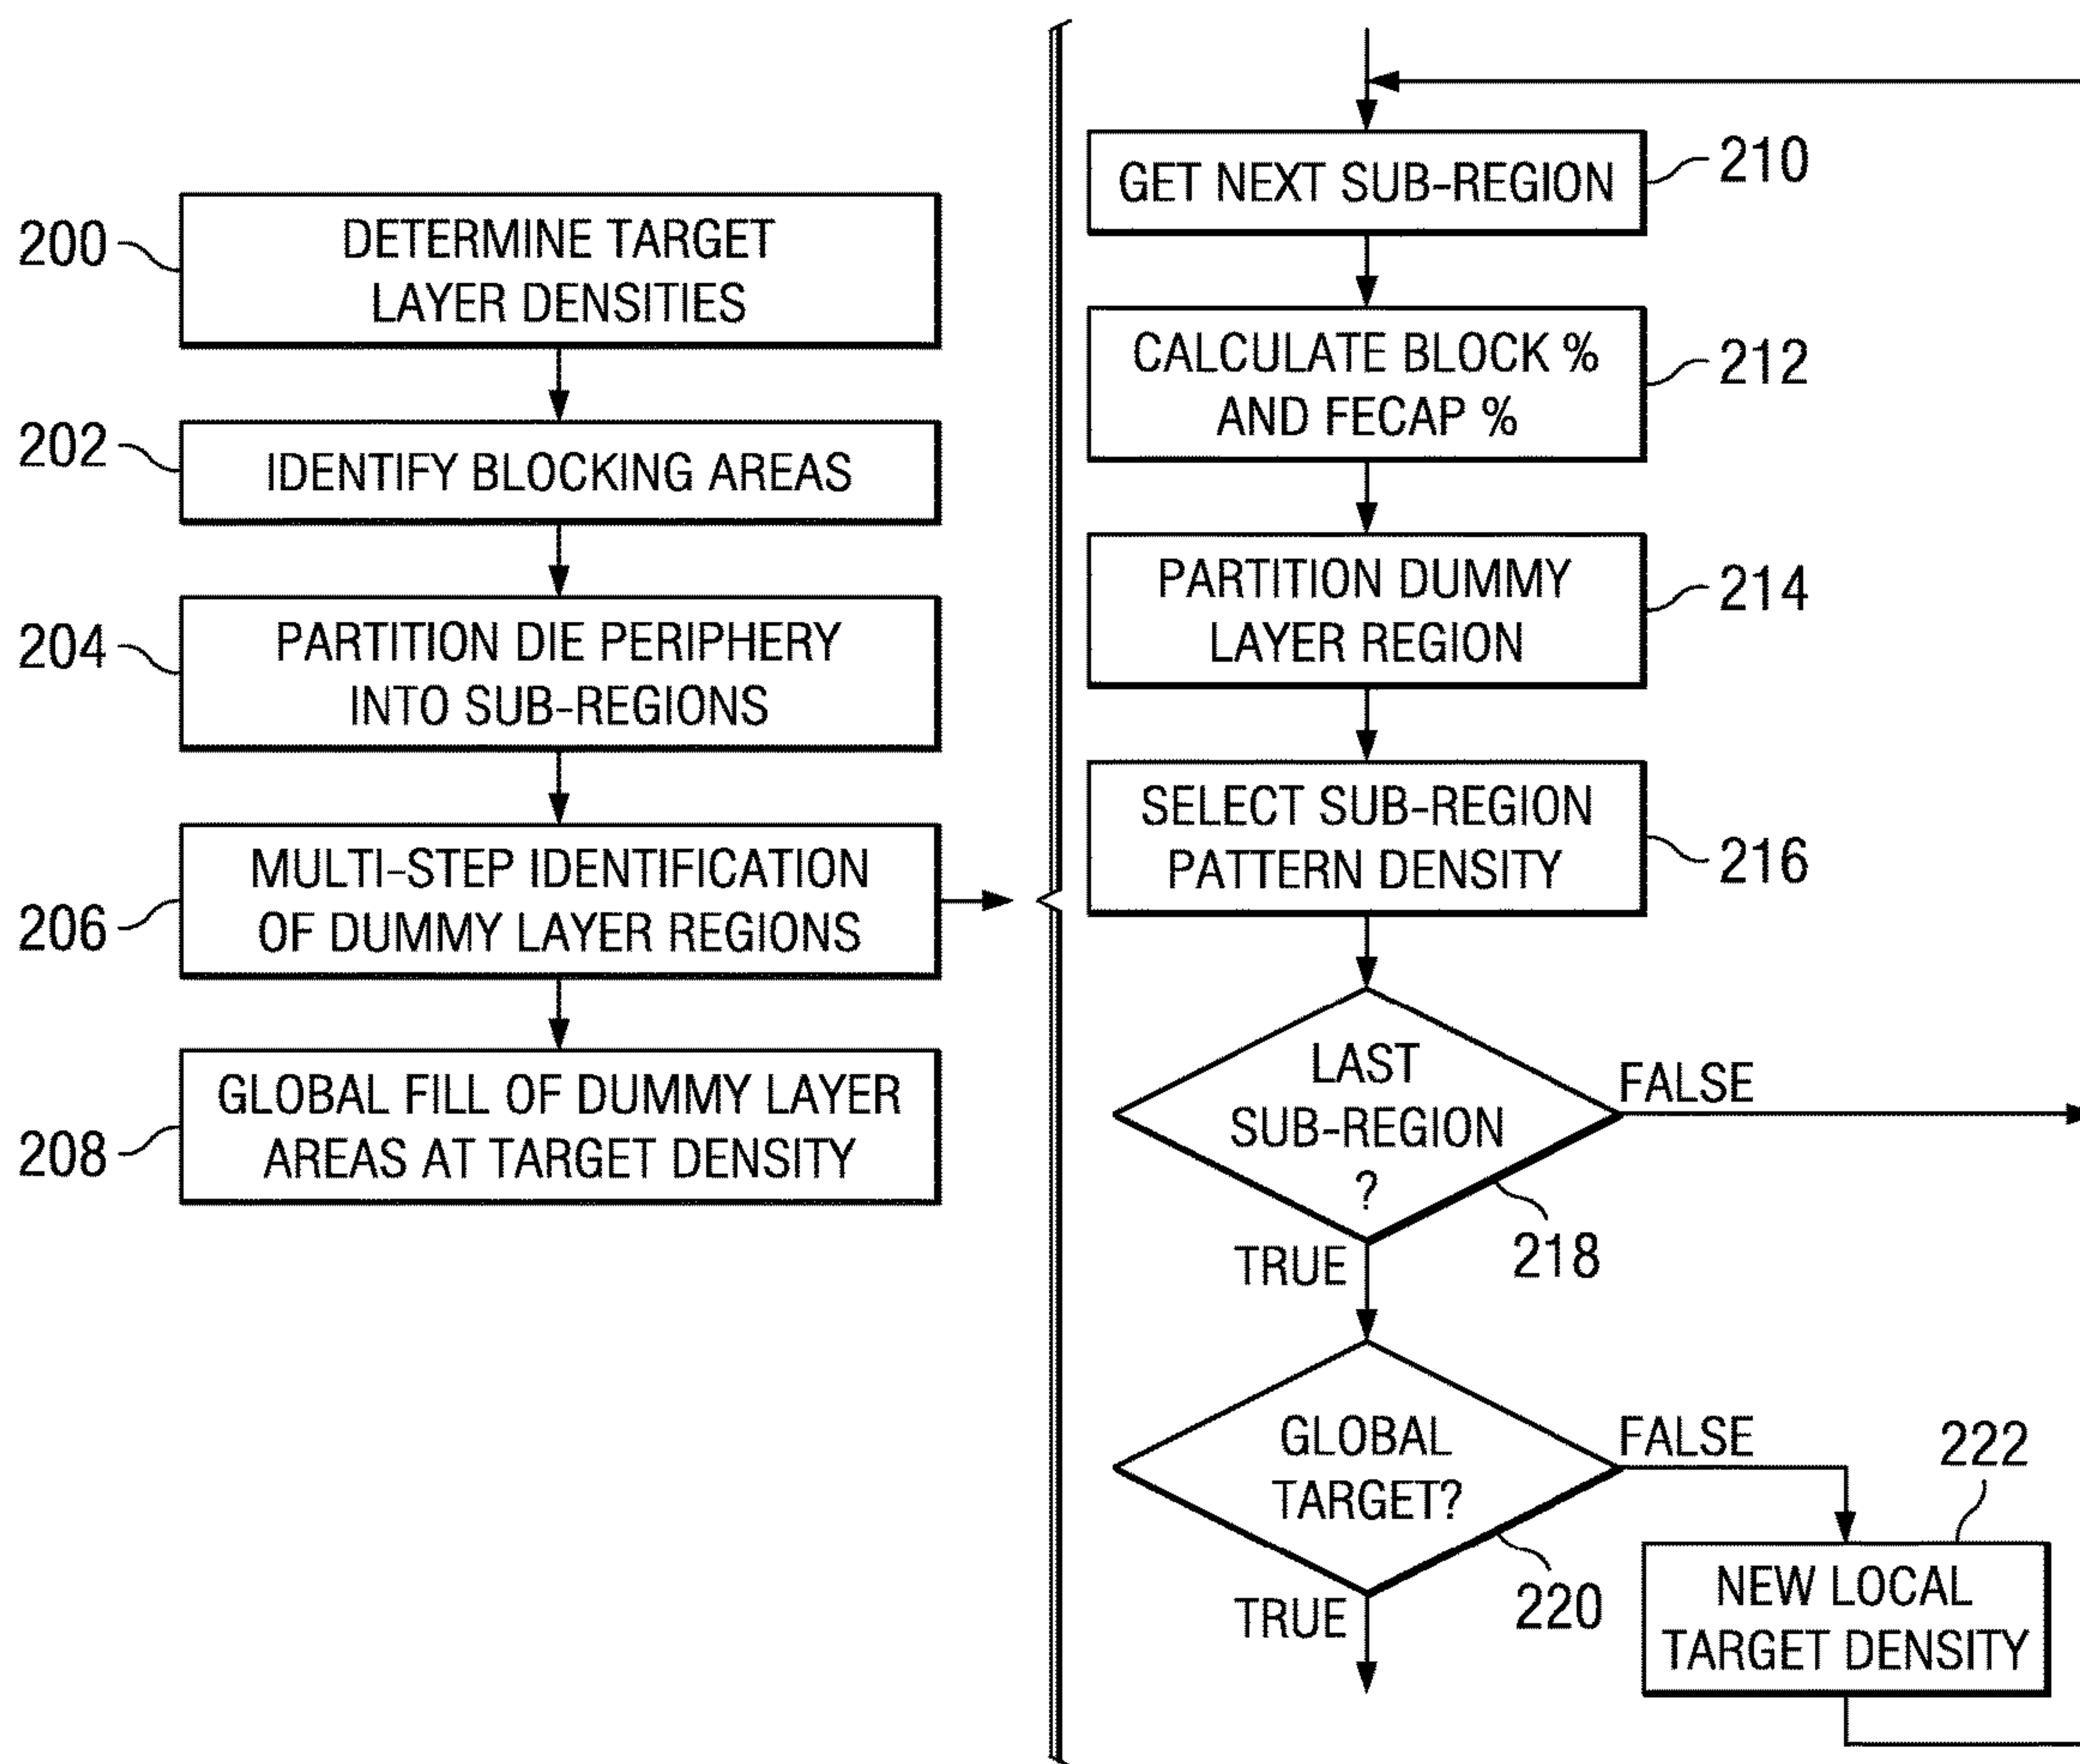 200
DETERMINE TARGET
LAYER DENSITIES
202
IDENTIFY BLOCKING AREAS
204
PARTITION DIE PERIPHERY
INTO SUB-REGIONS
206
MULTI-STEP IDENTIFICATION
OF DUMMY LAYER REGIONS
208
GLOBAL FILL OF DUMMY LAYER
AREAS AT TARGET DENSITY
GET NEXT SUB-REGION
210
CALCULATE BLOCK %
AND FECAP %
212
PARTITION DUMMY
LAYER REGION
214
SELECT SUB-REGION
PATTERN DENSITY
216
LAST
SUB-REGION
?
FALSE
218
TRUE
GLOBAL
TARGET?
FALSE
220
TRUE
222
NEW LOCAL
TARGET DENSITY